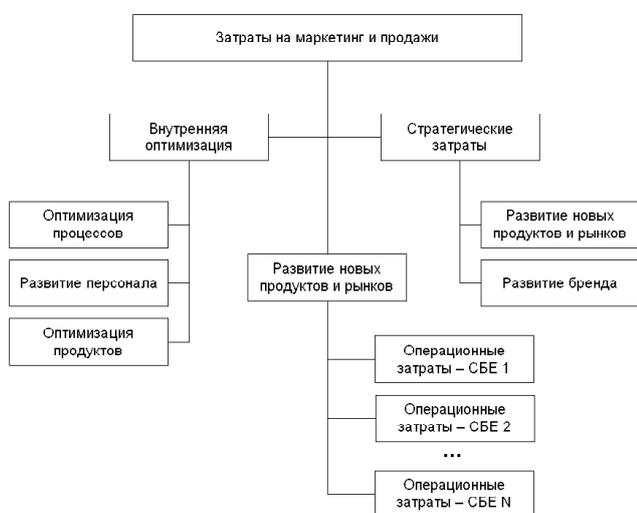 Затраты на маркетинг и продажи
Внутренняя
оптимизация
Стратегические
затраты
Оптимизация
процессов
Развитие персонала
Оптимизация
продуктов
Развитие новых
продуктов и рынков
Развитие новых
продуктов и рынков
Развитие бренда
Операционные
затраты – СБЕ 1
Операционные
затраты – СБЕ 2
...
Операционные
затраты – СБЕ N